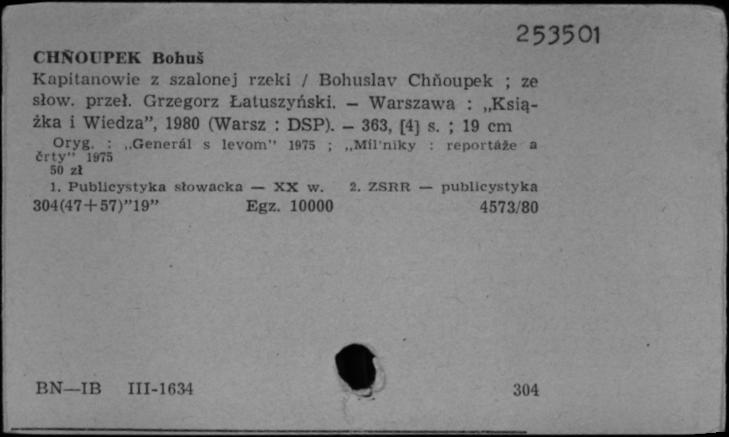 253501
CHŇOUPEK Bohuš
Kapitanowie z szalonej rzeki / Bohuslav Chňoupek ; ze
słow. przeł. Grzegorz Łatuszyński. — Warszawa : „Ksią-
żka i Wiedza”, 1980 (Warsz : DSP). — 363, [4] s. ; 19 cm
Oryg. : „Generál s levom” 1975 ; „Mil'niky : reportáže a
črty” 1975
50 zł
1. Publicystyka słowacka — XX w. 2. ZSRR — publicystyka
304(47+57)”19” Egz. 10000 4573/80
BN—IB III-1634 304